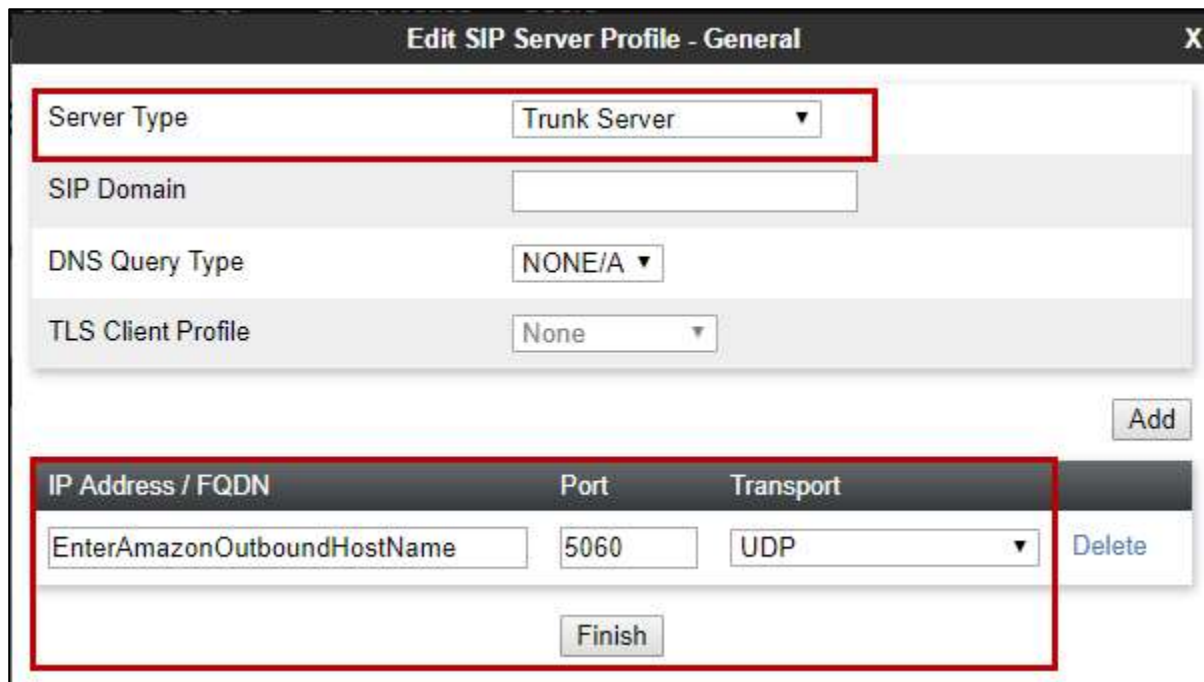 Edit SIP Server Profile - General X
Server Type Trunk Server
SIP Domain
DNS Query Type NONE/A
TLS Client Profile None
Add
IP Address / FQDN Port Transport
EnterAmazonOutboundHostName 5060 UDP Delete
Finish